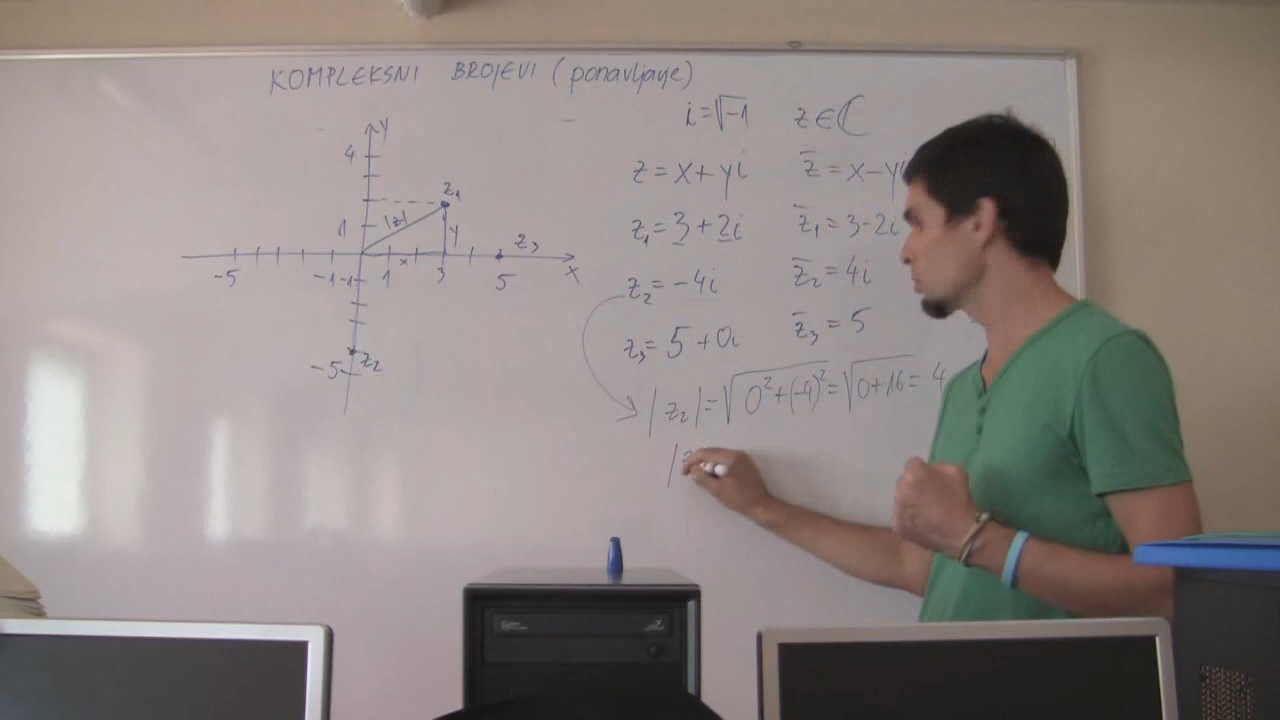 KOMPLEKSNI BROJEVI (ponavljanje)
i=√-1 z∈ℂ
z=x+yi z̄=x-yi
z₁=3+2i z̄₁=3-2i
z₂=-4i z̄₂=4i
z₃=5+0i z̄₃=5
|z₂|=√0²+(-4)²=√0+16=4
|z
y
4
z₁
1
|z|
y
z₃
-5
-1
-1
1
x
3
5
x
-5
z₂